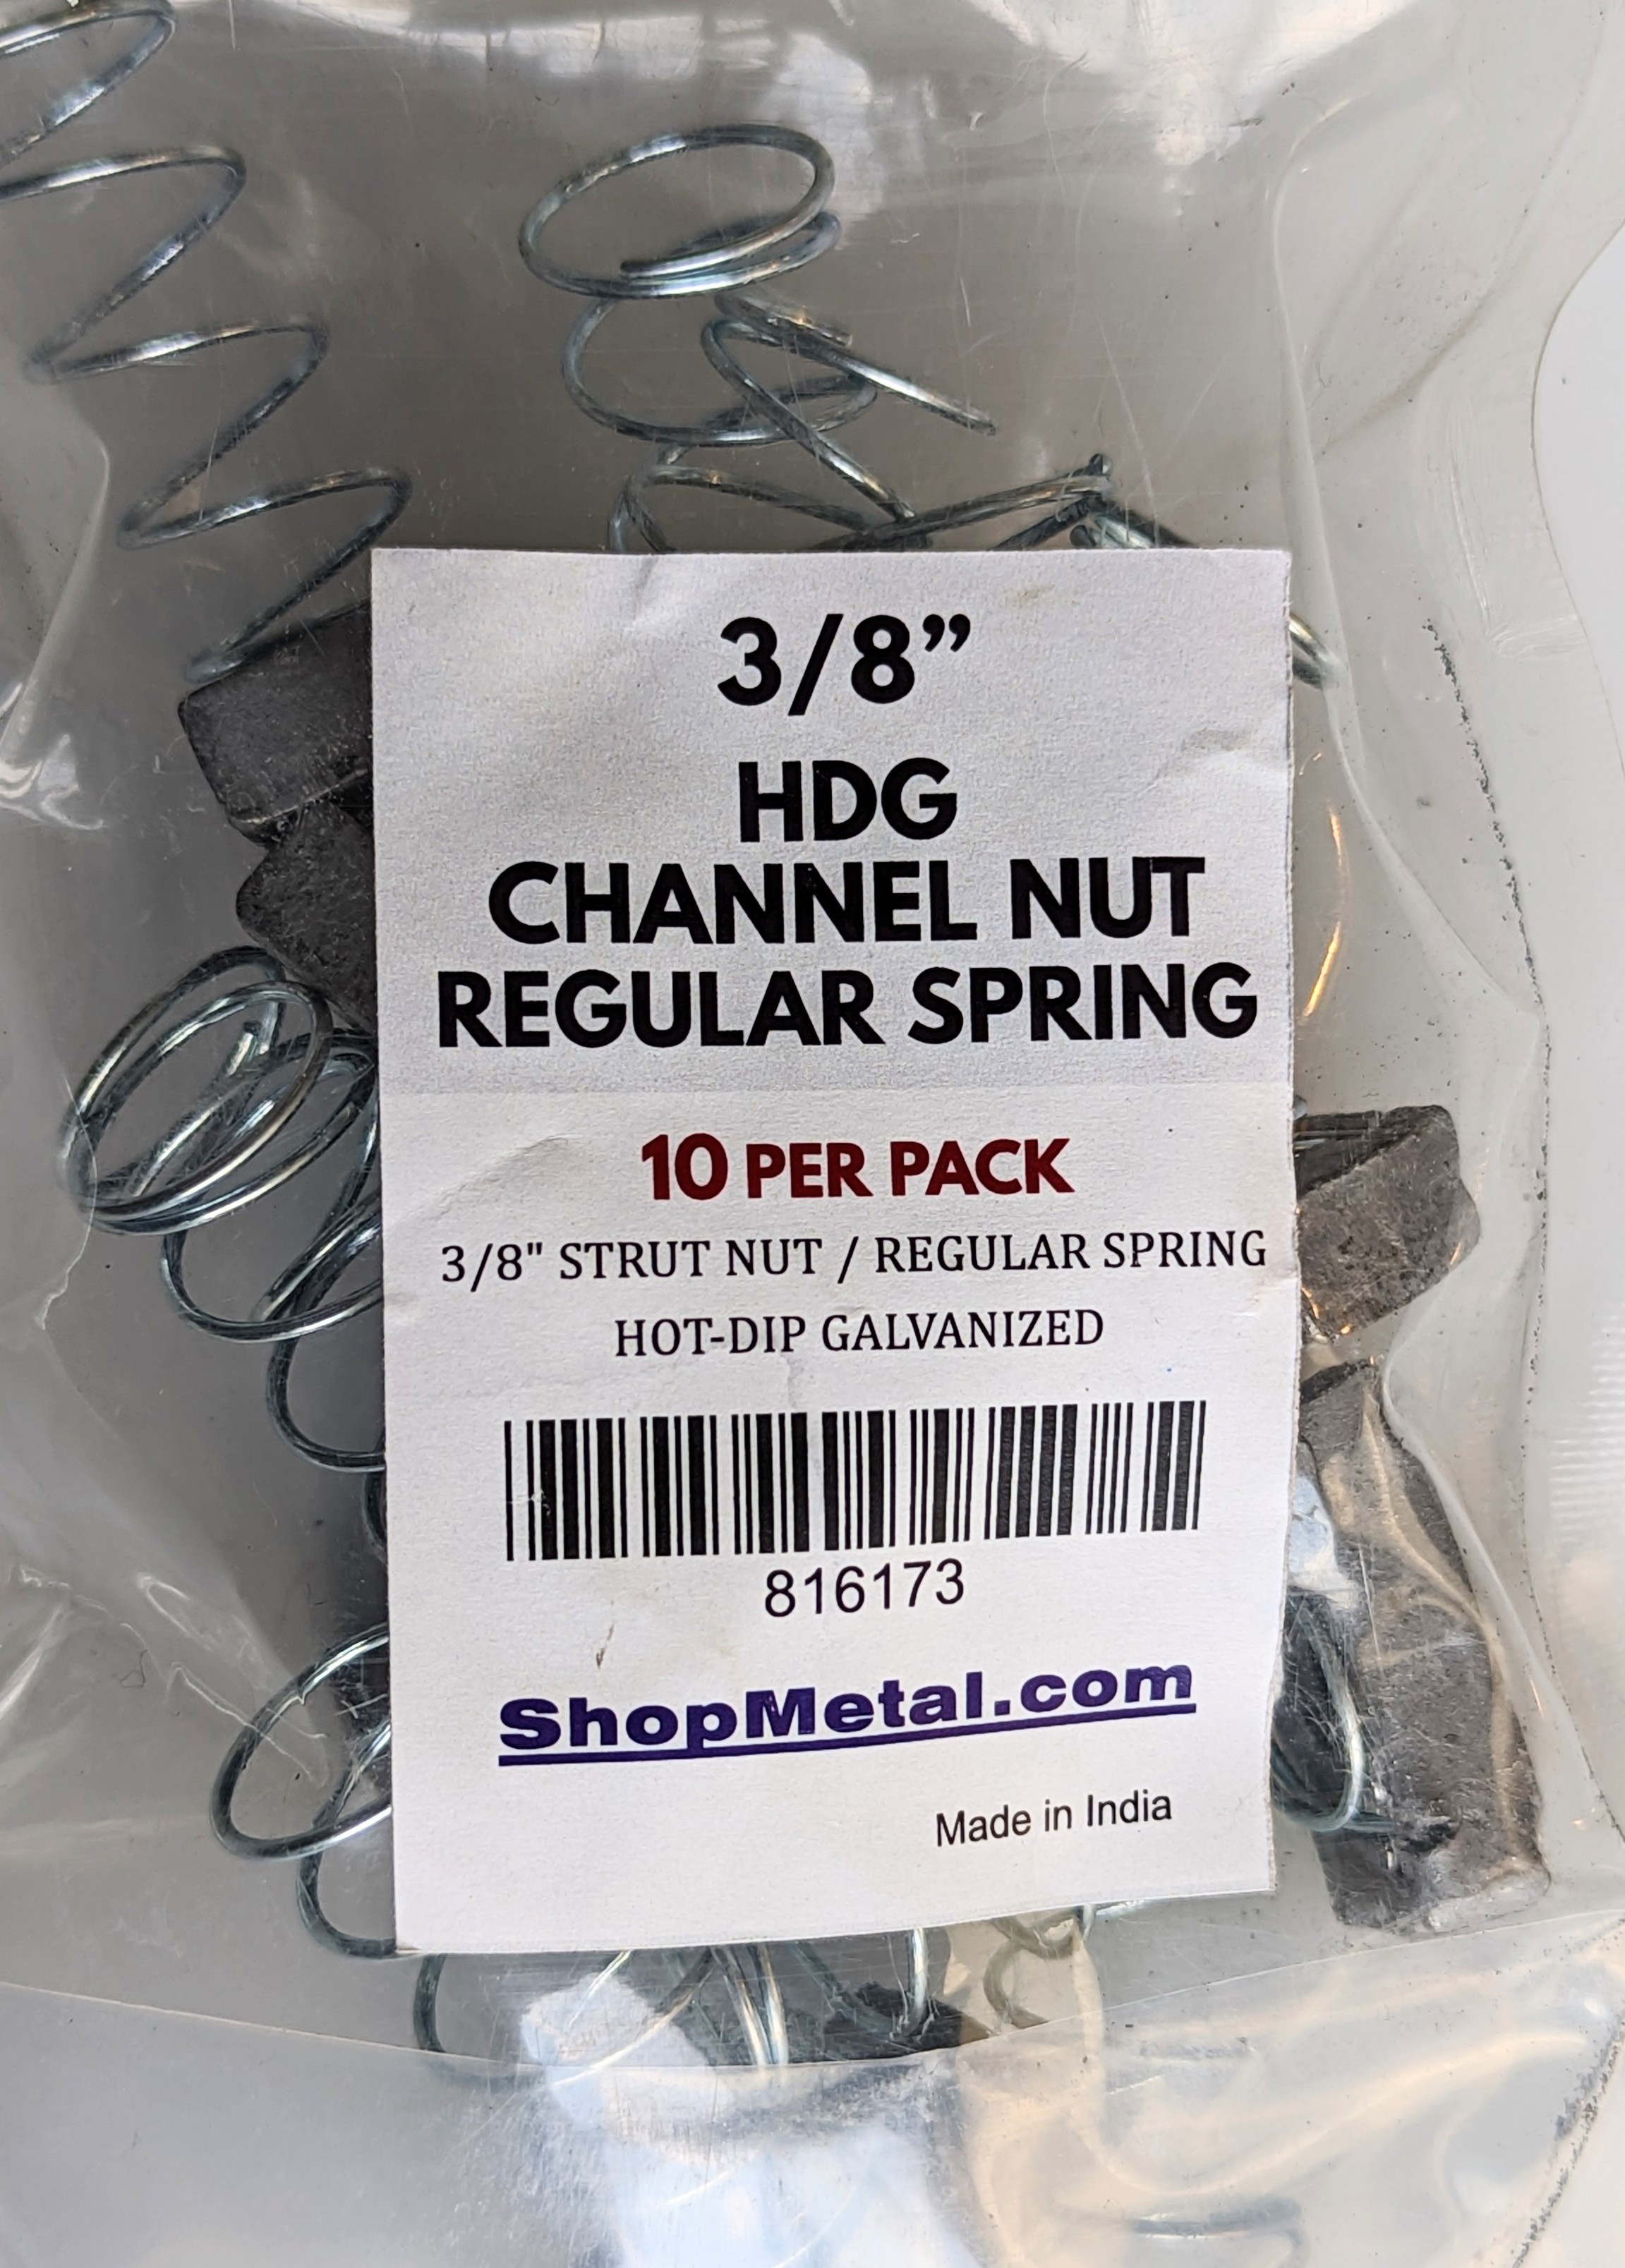 3/8”
HDG
CHANNEL NUT
REGULAR SPRING
10 PER PACK
3/8" STRUT NUT / REGULAR SPRING
HOT-DIP GALVANIZED
816173
ShopMetal.com
Made in India